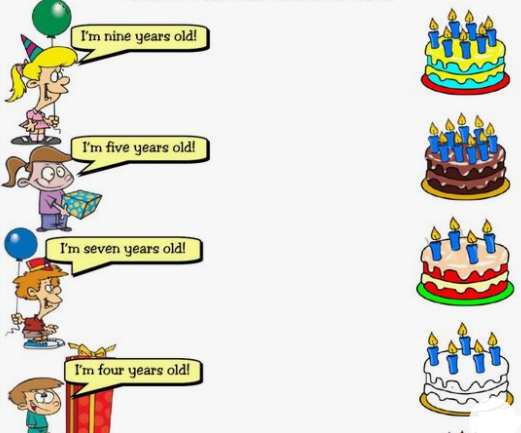 I'm nine years old!
I'm five years old!
I'm seven years old!
I'm four years old!